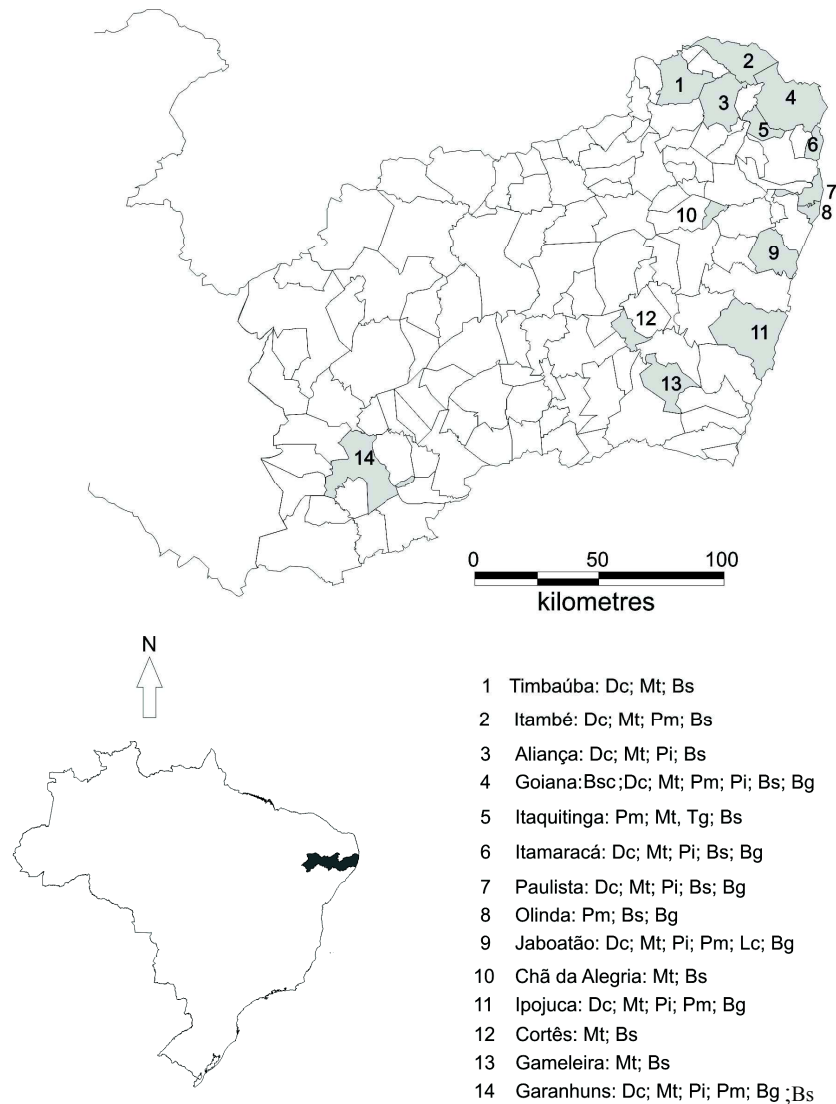 2
1
4
3
5
6
7
10
8
9
12
11
13
14
0 50 100
kilometres
N
1 Timbaúba: Dc; Mt; Bs
2 Itambé: Dc; Mt; Pm; Bs
3 Aliança: Dc; Mt; Pi; Bs
4 Goiana:Bsc;Dc; Mt; Pm; Pi; Bs; Bg
5 Itaquitinga: Pm; Mt, Tg; Bs
6 Itamaracá: Dc; Mt; Pi; Bs; Bg
7 Paulista: Dc; Mt; Pi; Bs; Bg
8 Olinda: Pm; Bs; Bg
9 Jaboatão: Dc; Mt; Pi; Pm; Lc; Bg
10 Chã da Alegria: Mt; Bs
11 Ipojuca: Dc; Mt; Pi; Pm; Bg
12 Cortês: Mt; Bs
13 Gameleira: Mt; Bs
14 Garanhuns: Dc; Mt; Pi; Pm; Bg ;Bs